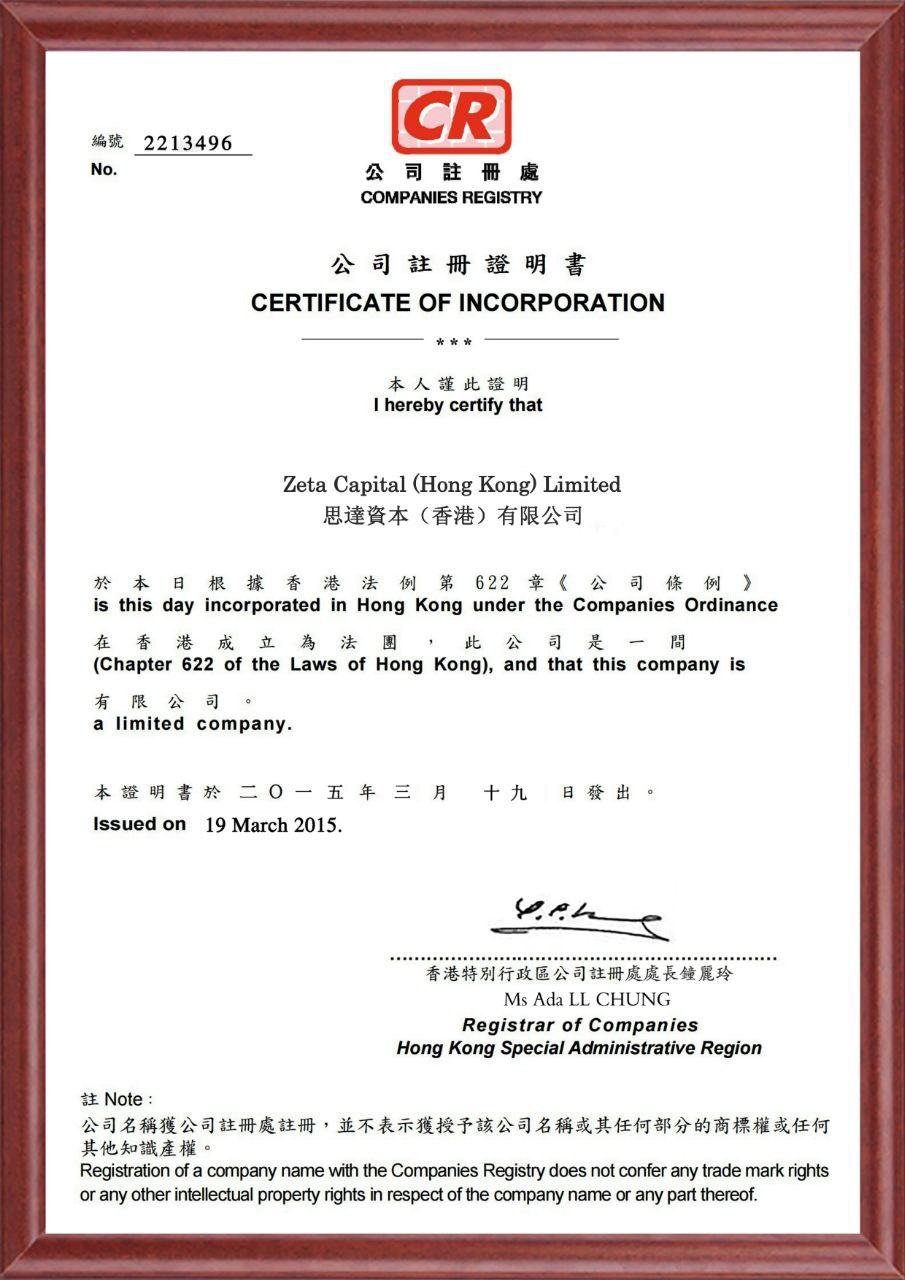 編號 2213496
No.
CR
公司註冊處
COMPANIES REGISTRY
公司註冊證明書
CERTIFICATE OF INCORPORATION
***
本人謹此證明
I hereby certify that
Zeta Capital (Hong Kong) Limited
思達資本（香港）有限公司
於本日根據香港法例第622章《公司條例》
is this day incorporated in Hong Kong under the Companies Ordinance
在香港成立為法團，此公司是一間
(Chapter 622 of the Laws of Hong Kong), and that this company is
有限公司。
a limited company.
本證明書於二O一五年三月 十九 日發出。
Issued on 19 March 2015.
香港特別行政區公司註冊處處長鐘麗玲
Ms Ada LL CHUNG
Registrar of Companies
Hong Kong Special Administrative Region
註 Note :
公司名稱獲公司註冊處註冊，並不表示獲授予該公司名稱或其任何部分的商標權或任何
其他知識產權。
Registration of a company name with the Companies Registry does not confer any trade mark rights
or any other intellectual property rights in respect of the company name or any part thereof.